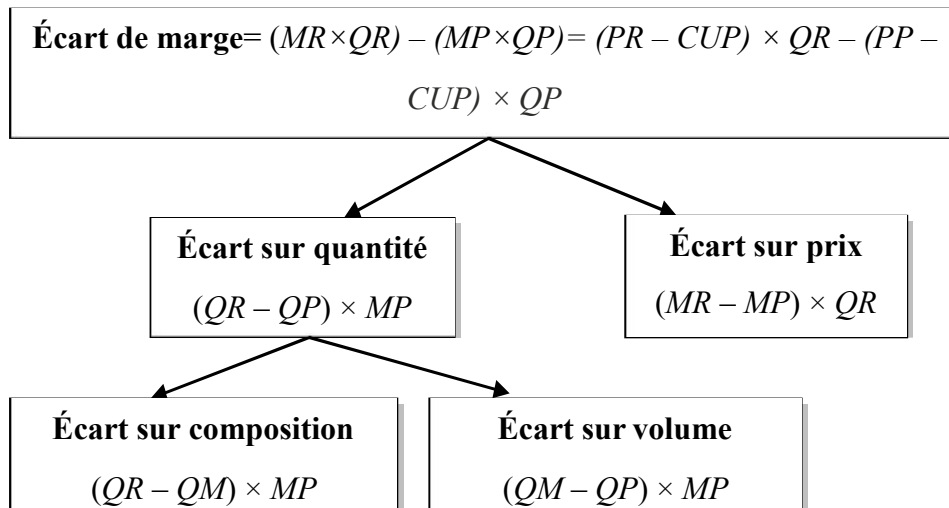 Écart de marge= (MR×QR) – (MP×QP)= (PR – CUP) × QR – (PP –
CUP) × QP
Écart sur quantité
(QR – QP) × MP
Écart sur prix
(MR – MP) × QR
Écart sur composition
(QR – QM) × MP
Écart sur volume
(QM – QP) × MP